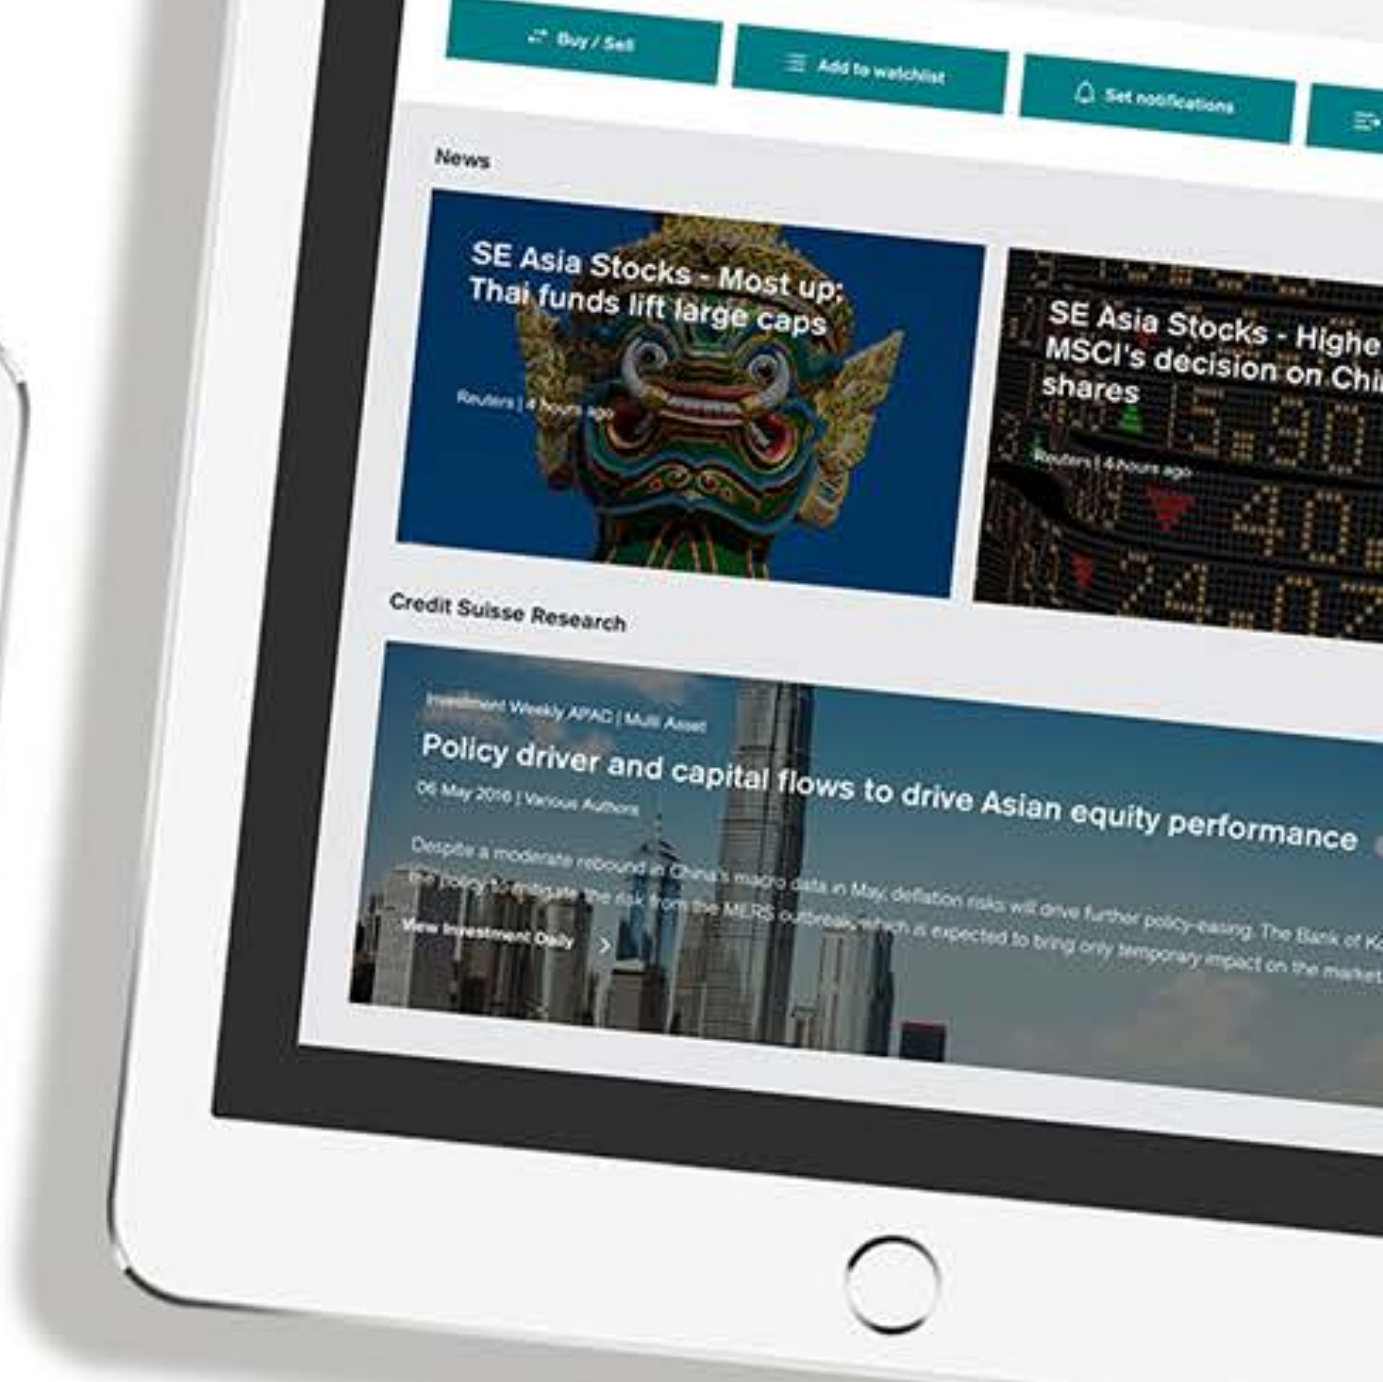 Buy / Sell
Add to watchlist
Set notifications
News
SE Asia Stocks - Most up;
Thai funds lift large caps
Reuters | 4 hours ago
SE Asia Stocks - Highe
MSCI's decision on Chi
shares
Reuters | 4 hours ago
5.90
40.
24.07
Credit Suisse Research
Investment Weekly APAC | Multi Asset
Policy driver and capital flows to drive Asian equity performance
06 May 2016 | Various Authors
Despite a moderate rebound in China's macro data in May, deflation risks will drive further policy-easing. The Bank of Ko
the policy to mitigate the risk from the MERS outbreak, which is expected to bring only temporary impact on the market
View Investment Daily